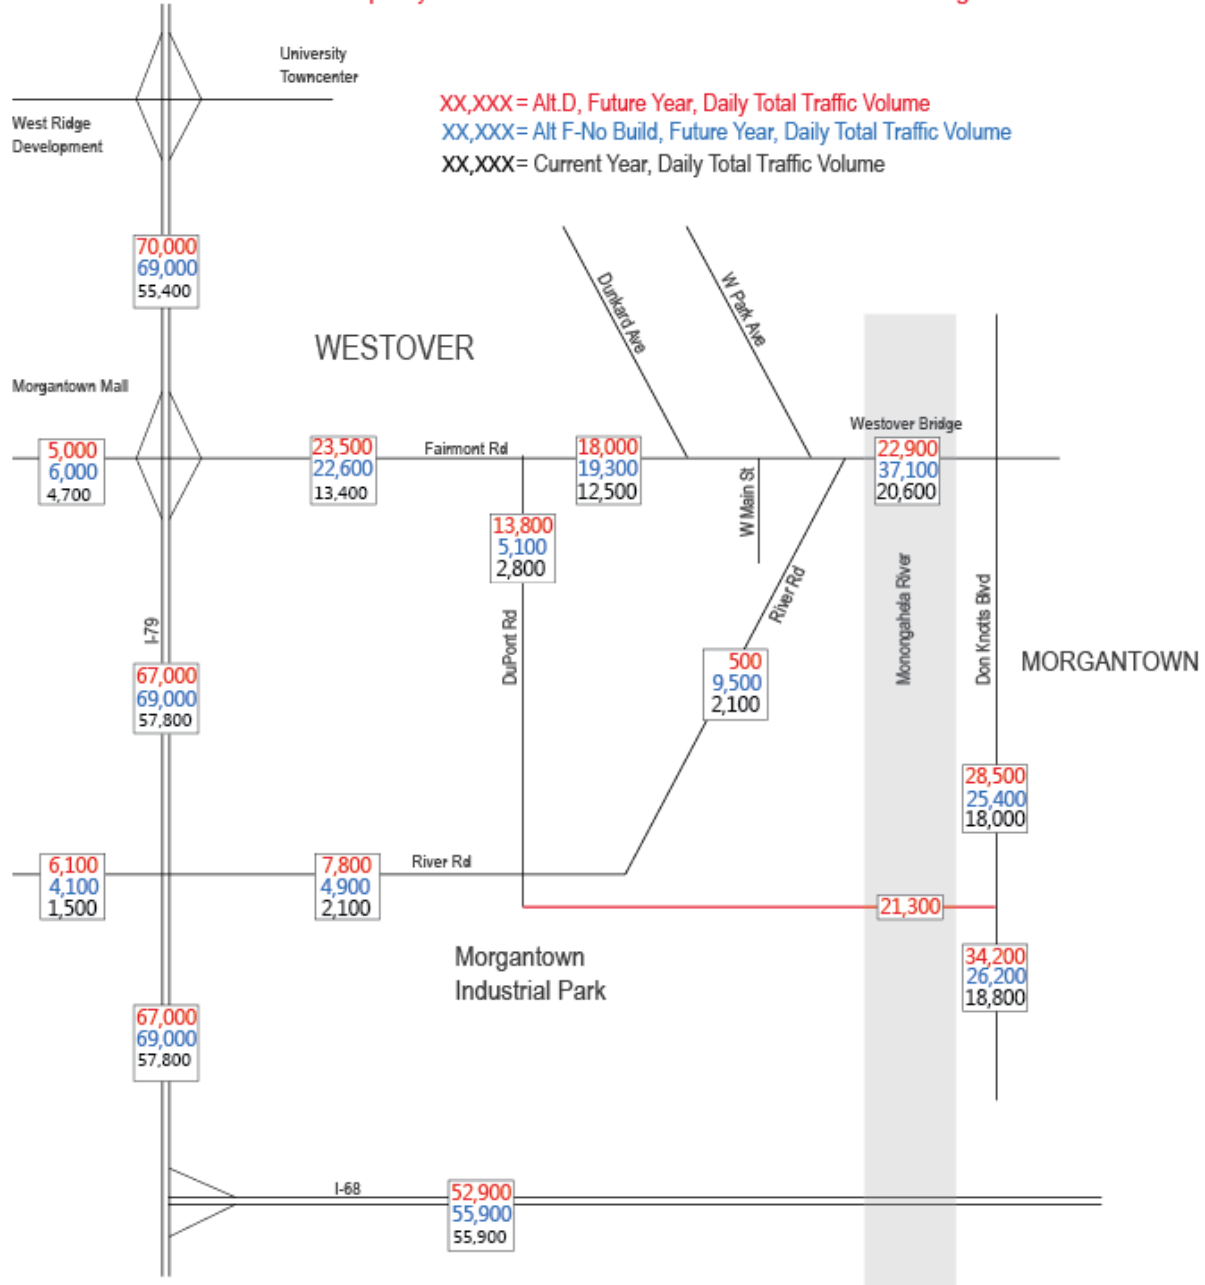 University
Towncenter
West Ridge
Development
XX,XXX = Alt.D, Future Year, Daily Total Traffic Volume
XX,XXX = Alt F-No Build, Future Year, Daily Total Traffic Volume
XX,XXX = Current Year, Daily Total Traffic Volume
70,000
69,000
55,400
Dunkard Ave
W Park Ave
WESTOVER
Morgantown Mall
Westover Bridge
5,000
6,000
4,700
23,500
22,600
13,400
Fairmont Rd
18,000
19,300
12,500
22,900
37,100
20,600
W Main St
13,800
5,100
2,800
River Rd
Monongahela River
Don Knotts Blvd
I-79
DuPont Rd
MORGANTOWN
67,000
69,000
57,800
500
9,500
2,100
28,500
25,400
18,000
6,100
4,100
1,500
7,800
4,900
2,100
River Rd
21,300
Morgantown
Industrial Park
34,200
26,200
18,800
67,000
69,000
57,800
I-68
52,900
55,900
55,900